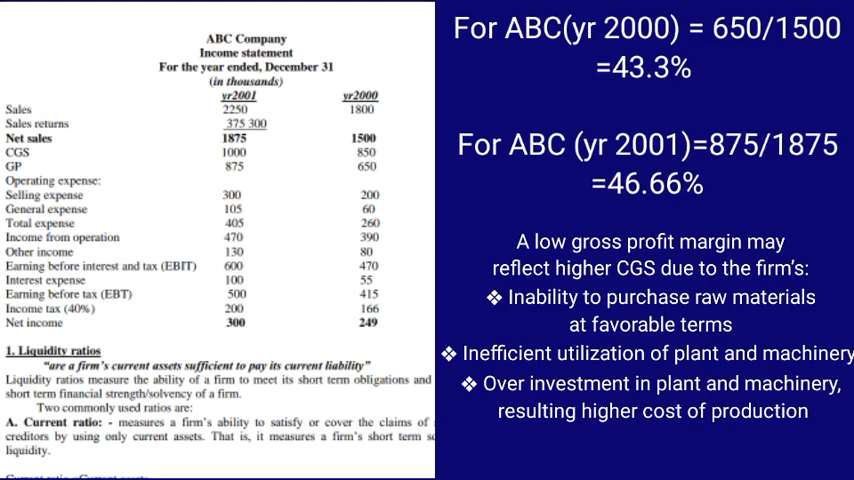 ABC Company
Income statement
For the year ended, December 31
(in thousands)
yr2001 yr2000
Sales 2250 1800
Sales returns 375 300
Net sales 1875 1500
CGS 1000 850
GP 875 650
Operating expense:
Selling expense 300 200
General expense 105 60
Total expense 405 260
Income from operation 470 390
Other income 130 80
Earning before interest and tax (EBIT) 600 470
Interest expense 100 55
Earning before tax (EBT) 500 415
Income tax (40%) 200 166
Net income 300 249
1. Liquidity ratios
"are a firm's current assets sufficient to pay its current liability"
Liquidity ratios measure the ability of a firm to meet its short term obligations and
short term financial strength/solvency of a firm.
Two commonly used ratios are:
A. Current ratio: - measures a firm's ability to satisfy or cover the claims of
creditors by using only current assets. That is, it measures a firm's short term
liquidity.
For ABC(yr 2000) = 650/1500
=43.3%
For ABC (yr 2001)=875/1875
=46.66%
A low gross profit margin may
reflect higher CGS due to the firm's:
❖ Inability to purchase raw materials
at favorable terms
❖ Inefficient utilization of plant and machinery
❖ Over investment in plant and machinery,
resulting higher cost of production